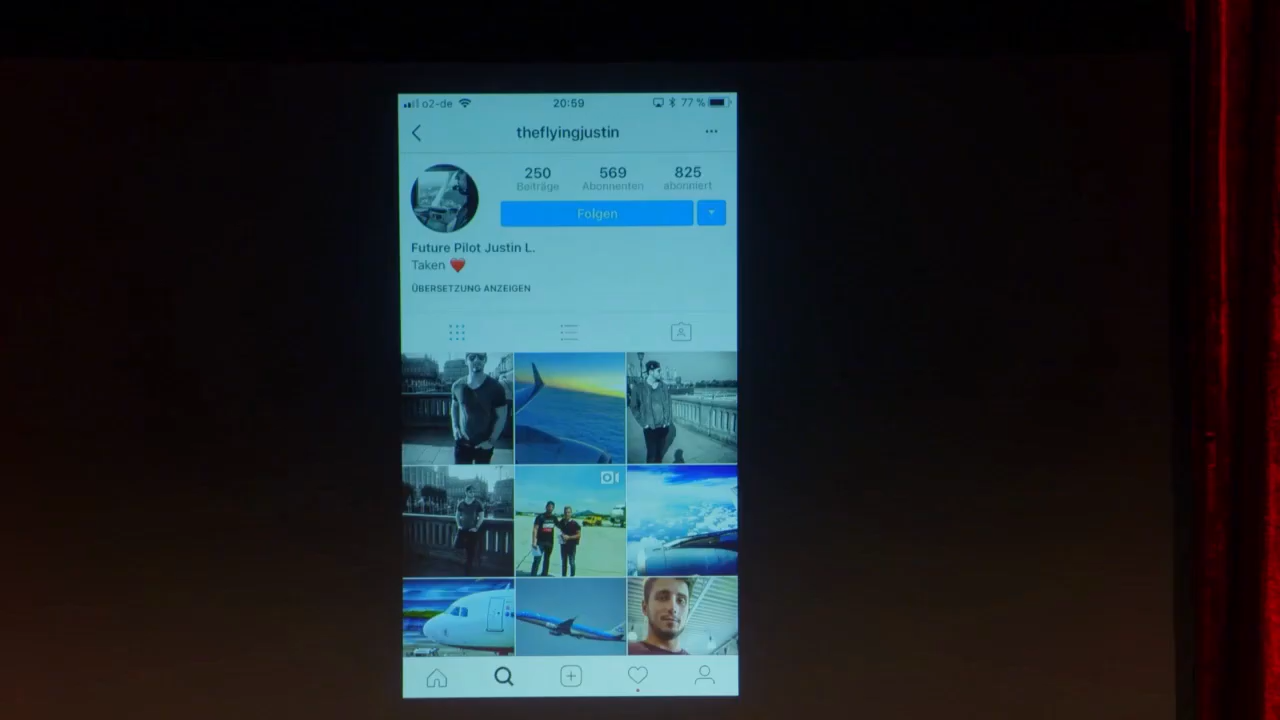 o2-de 20:59 77 %
theflyingjustin
250 569 825
Beiträge Abonnenten abonniert
Folgen
Future Pilot Justin L.
Taken ❤️
ÜBERSETZUNG ANZEIGEN